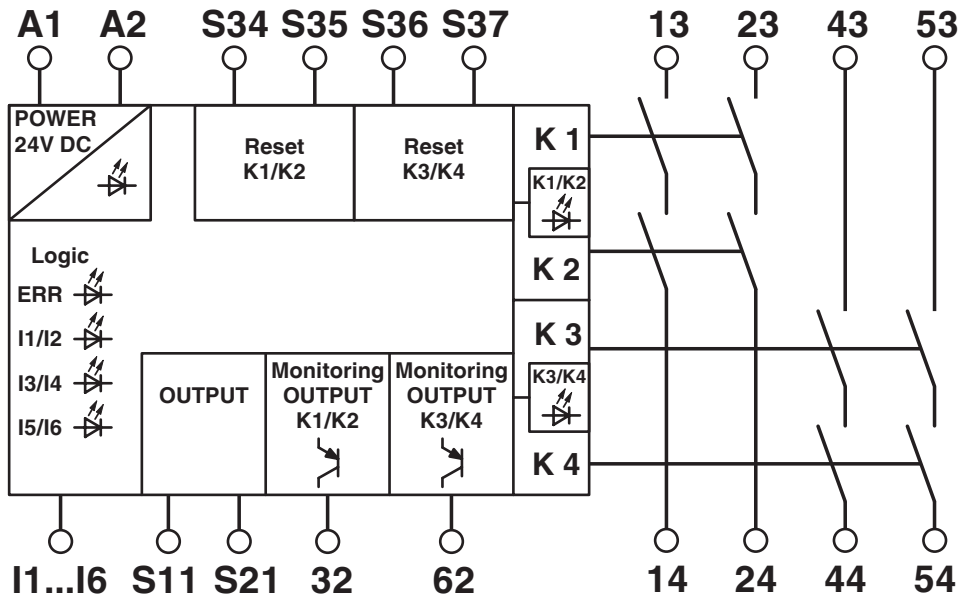 A1 A2 S34 S35 S36 S37 13 23 43 53
POWER
24V DC
Reset
K1/K2
Reset
K3/K4
K 1
K1/K2
K 2
Logic
ERR
I1/I2
I3/I4
I5/I6
OUTPUT
Monitoring
OUTPUT
K1/K2
Monitoring
OUTPUT
K3/K4
K 3
K3/K4
K 4
I1...I6 S11 S21 32 62 14 24 44 54